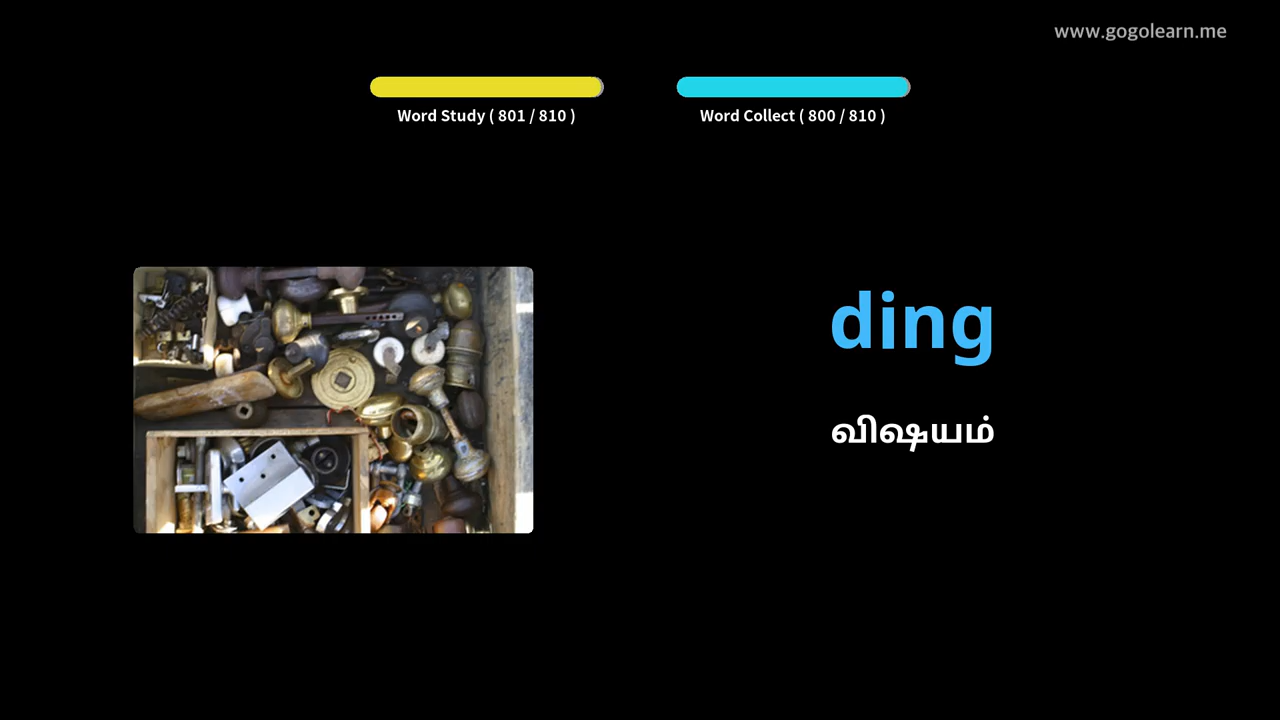 www.gogolearn.me
Word Study ( 801 / 810 )
Word Collect ( 800 / 810 )
ding
விஷயம்